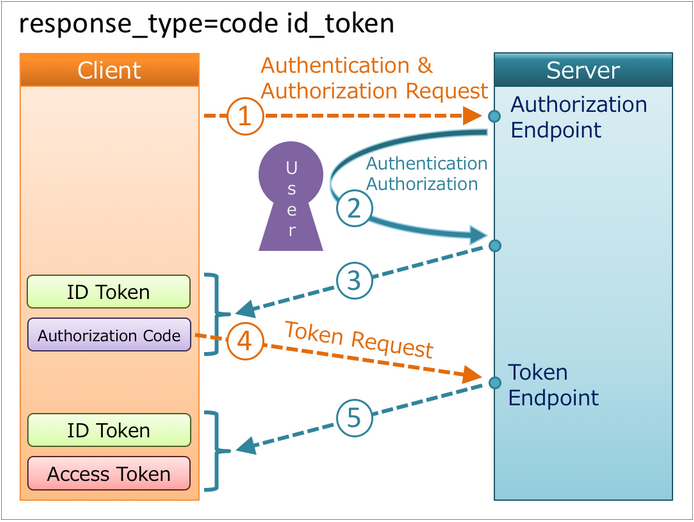 response_type=code id_token
Client
Server
Authentication &
Authorization Request
1
Authorization
Endpoint
User
Authentication
Authorization
2
3
ID Token
Authorization Code
4
Token Request
Token
Endpoint
5
ID Token
Access Token